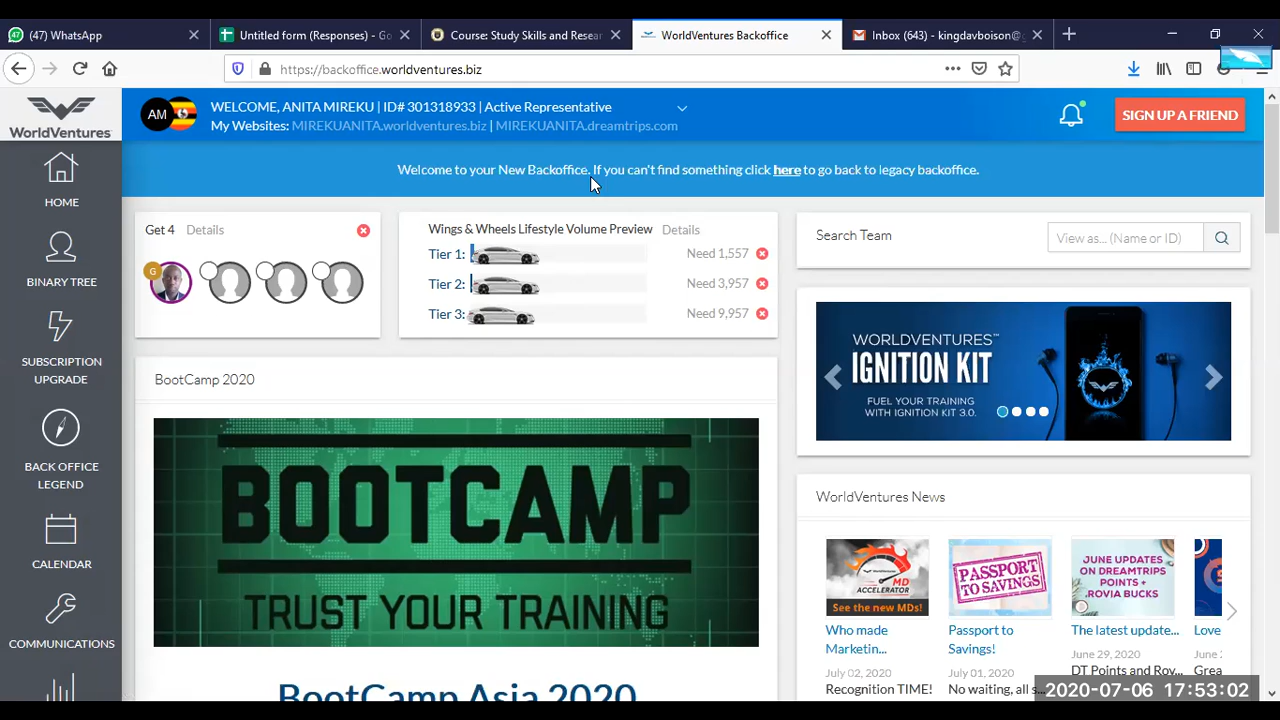 (47) WhatsApp
Untitled form (Responses) - Go
Course: Study Skills and Resear
WorldVentures Backoffice
Inbox (643) - kingdavboison@g
https://backoffice.worldventures.biz
WorldVentures
AM
WELCOME, ANITA MIREKU | ID# 301318933 | Active Representative
My Websites: MIREKUANITA.worldventures.biz | MIREKUANITA.dreamtrips.com
SIGN UP A FRIEND
Welcome to your New Backoffice. If you can't find something click here to go back to legacy backoffice.
HOME
BINARY TREE
SUBSCRIPTION
UPGRADE
BACK OFFICE
LEGEND
CALENDAR
COMMUNICATIONS
Get 4 Details
G
Wings & Wheels Lifestyle Volume Preview Details
Tier 1: Need 1,557
Tier 2: Need 3,957
Tier 3: Need 9,957
Search Team
View as... (Name or ID)
WORLDVENTURES™
IGNITION KIT
FUEL YOUR TRAINING
WITH IGNITION KIT 3.0.
BootCamp 2020
BOOTCAMP
TRUST YOUR TRAINING
BootCamp Asia 2020
WorldVentures News
MD
ACCELERATOR
See the new MDs!
Who made
Marketin...
July 02, 2020
Recognition TIME!
PASSPORT
TO SAVINGS
Passport to
Savings!
July 01, 2020
No waiting, all s...
JUNE UPDATES
ON DREAMTRIPS
POINTS +
ROVIA BUCKS
The latest update...
June 29, 2020
DT Points and Rov...
Love
June 2
Grea
2020-07-06 17:53:02